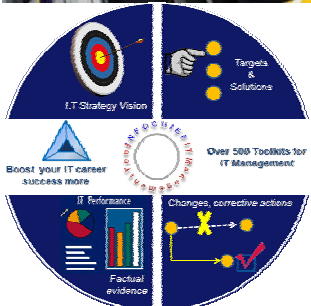 I.T Strategy Vision
Targets
&
Solutions
Boost your IT career
success more
Over 500 Toolkits for
IT Management
IT Performance
Factual
evidence
Changes, corrective actions